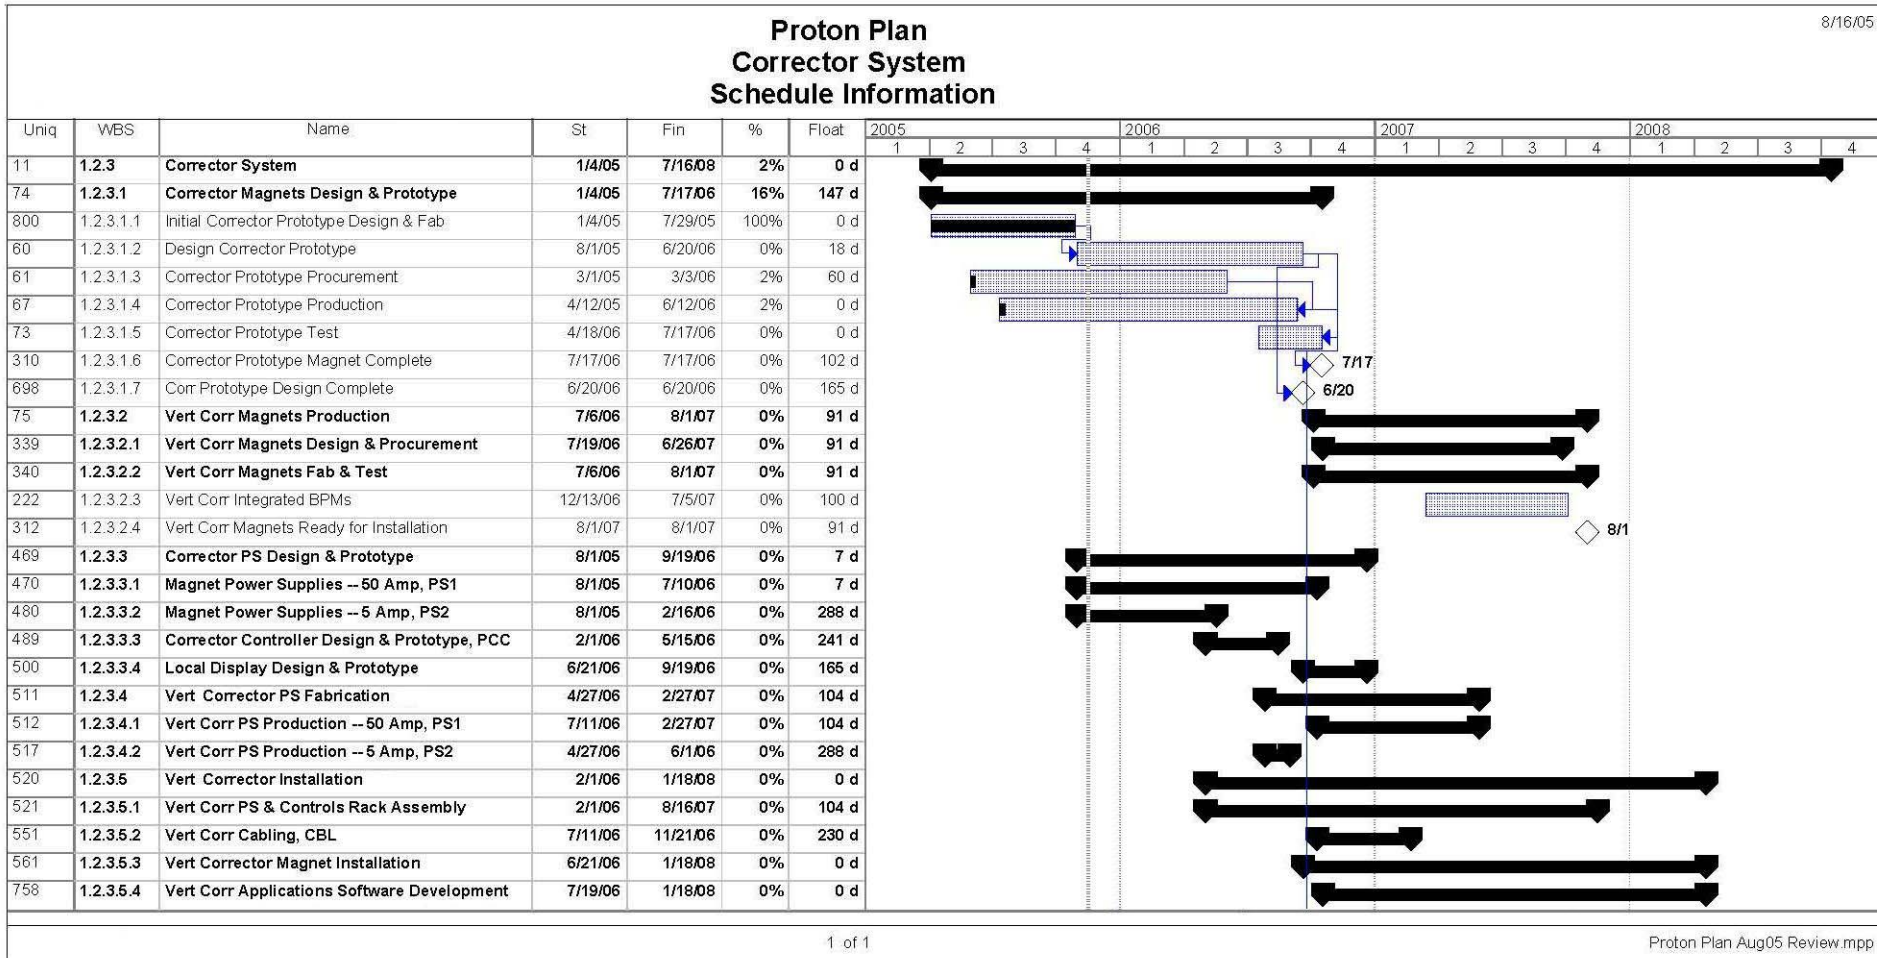 8/16/05
Proton Plan
Corrector System
Schedule Information
Uniq WBS Name St Fin % Float 2005 2006 2007 2008
1 2 3 4 1 2 3 4 1 2 3 4 1 2 3 4
11 1.2.3 Corrector System 1/4/05 7/16/08 2% 0 d
74 1.2.3.1 Corrector Magnets Design & Prototype 1/4/05 7/17/06 16% 147 d
800 1.2.3.1.1 Initial Corrector Prototype Design & Fab 1/4/05 7/29/05 100% 0 d
60 1.2.3.1.2 Design Corrector Prototype 8/1/05 6/20/06 0% 18 d
61 1.2.3.1.3 Corrector Prototype Procurement 3/1/05 3/3/06 2% 60 d
67 1.2.3.1.4 Corrector Prototype Production 4/12/05 6/12/06 2% 0 d
73 1.2.3.1.5 Corrector Prototype Test 4/18/06 7/17/06 0% 0 d
310 1.2.3.1.6 Corrector Prototype Magnet Complete 7/17/06 7/17/06 0% 102 d 7/17
698 1.2.3.1.7 Corr Prototype Design Complete 6/20/06 6/20/06 0% 165 d 6/20
75 1.2.3.2 Vert Corr Magnets Production 7/6/06 8/1/07 0% 91 d
339 1.2.3.2.1 Vert Corr Magnets Design & Procurement 7/19/06 6/26/07 0% 91 d
340 1.2.3.2.2 Vert Corr Magnets Fab & Test 7/6/06 8/1/07 0% 91 d
222 1.2.3.2.3 Vert Corr Integrated BPMs 12/13/06 7/5/07 0% 100 d
312 1.2.3.2.4 Vert Corr Magnets Ready for Installation 8/1/07 8/1/07 0% 91 d 8/1
469 1.2.3.3 Corrector PS Design & Prototype 8/1/05 9/19/06 0% 7 d
470 1.2.3.3.1 Magnet Power Supplies -- 50 Amp, PS1 8/1/05 7/10/06 0% 7 d
480 1.2.3.3.2 Magnet Power Supplies -- 5 Amp, PS2 8/1/05 2/16/06 0% 288 d
489 1.2.3.3.3 Corrector Controller Design & Prototype, PCC 2/1/06 5/15/06 0% 241 d
500 1.2.3.3.4 Local Display Design & Prototype 6/21/06 9/19/06 0% 165 d
511 1.2.3.4 Vert Corrector PS Fabrication 4/27/06 2/27/07 0% 104 d
512 1.2.3.4.1 Vert Corr PS Production -- 50 Amp, PS1 7/11/06 2/27/07 0% 104 d
517 1.2.3.4.2 Vert Corr PS Production -- 5 Amp, PS2 4/27/06 6/1/06 0% 288 d
520 1.2.3.5 Vert Corrector Installation 2/1/06 1/18/08 0% 0 d
521 1.2.3.5.1 Vert Corr PS & Controls Rack Assembly 2/1/06 8/16/07 0% 104 d
551 1.2.3.5.2 Vert Corr Cabling, CBL 7/11/06 11/21/06 0% 230 d
561 1.2.3.5.3 Vert Corrector Magnet Installation 6/21/06 1/18/08 0% 0 d
758 1.2.3.5.4 Vert Corr Applications Software Development 7/19/06 1/18/08 0% 0 d
1 of 1
Proton Plan Aug05 Review.mpp